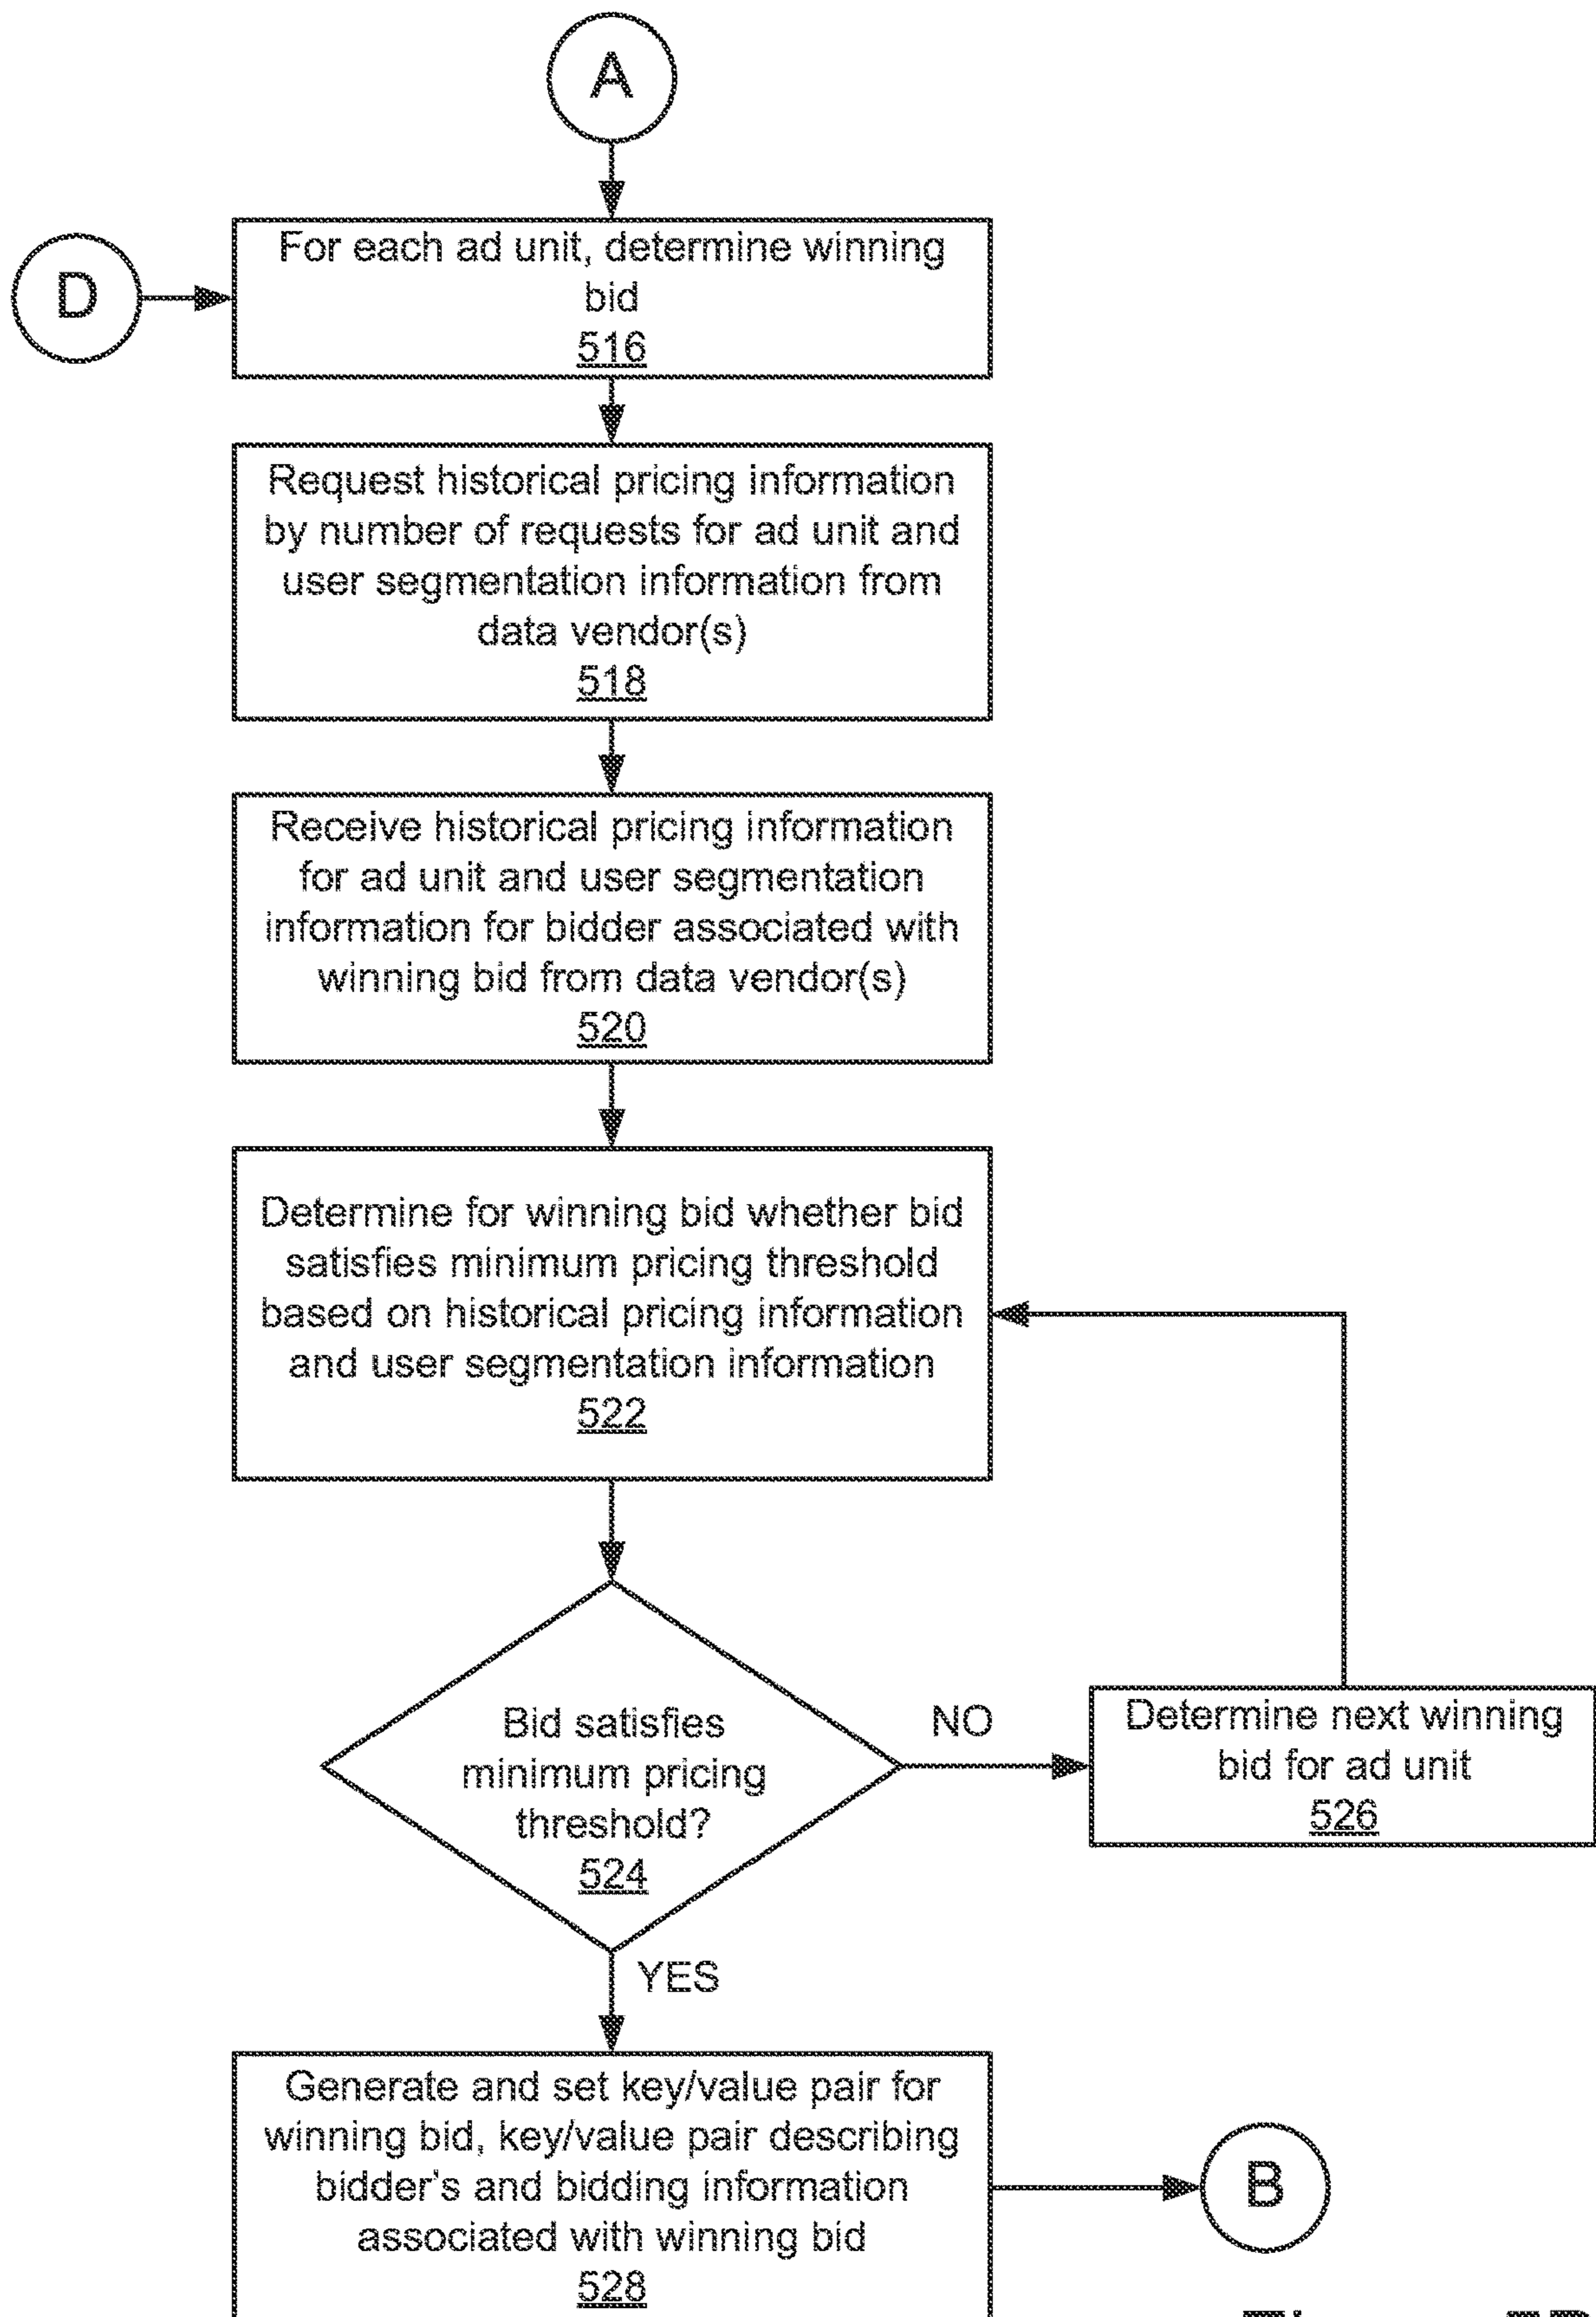 A
D
For each ad unit, determine winning
bid
516
Request historical pricing information
by number of requests for ad unit and
user segmentation information from
data vendor(s)
518
Receive historical pricing information
for ad unit and user segmentation
information for bidder associated with
winning bid from data vendor(s)
520
Determine for winning bid whether bid
satisfies minimum pricing threshold
based on historical pricing information
and user segmentation information
522
Bid satisfies
minimum pricing
threshold?
524
NO
Determine next winning
bid for ad unit
526
YES
Generate and set key/value pair for
winning bid, key/value pair describing
bidder's and bidding information
associated with winning bid
528
B